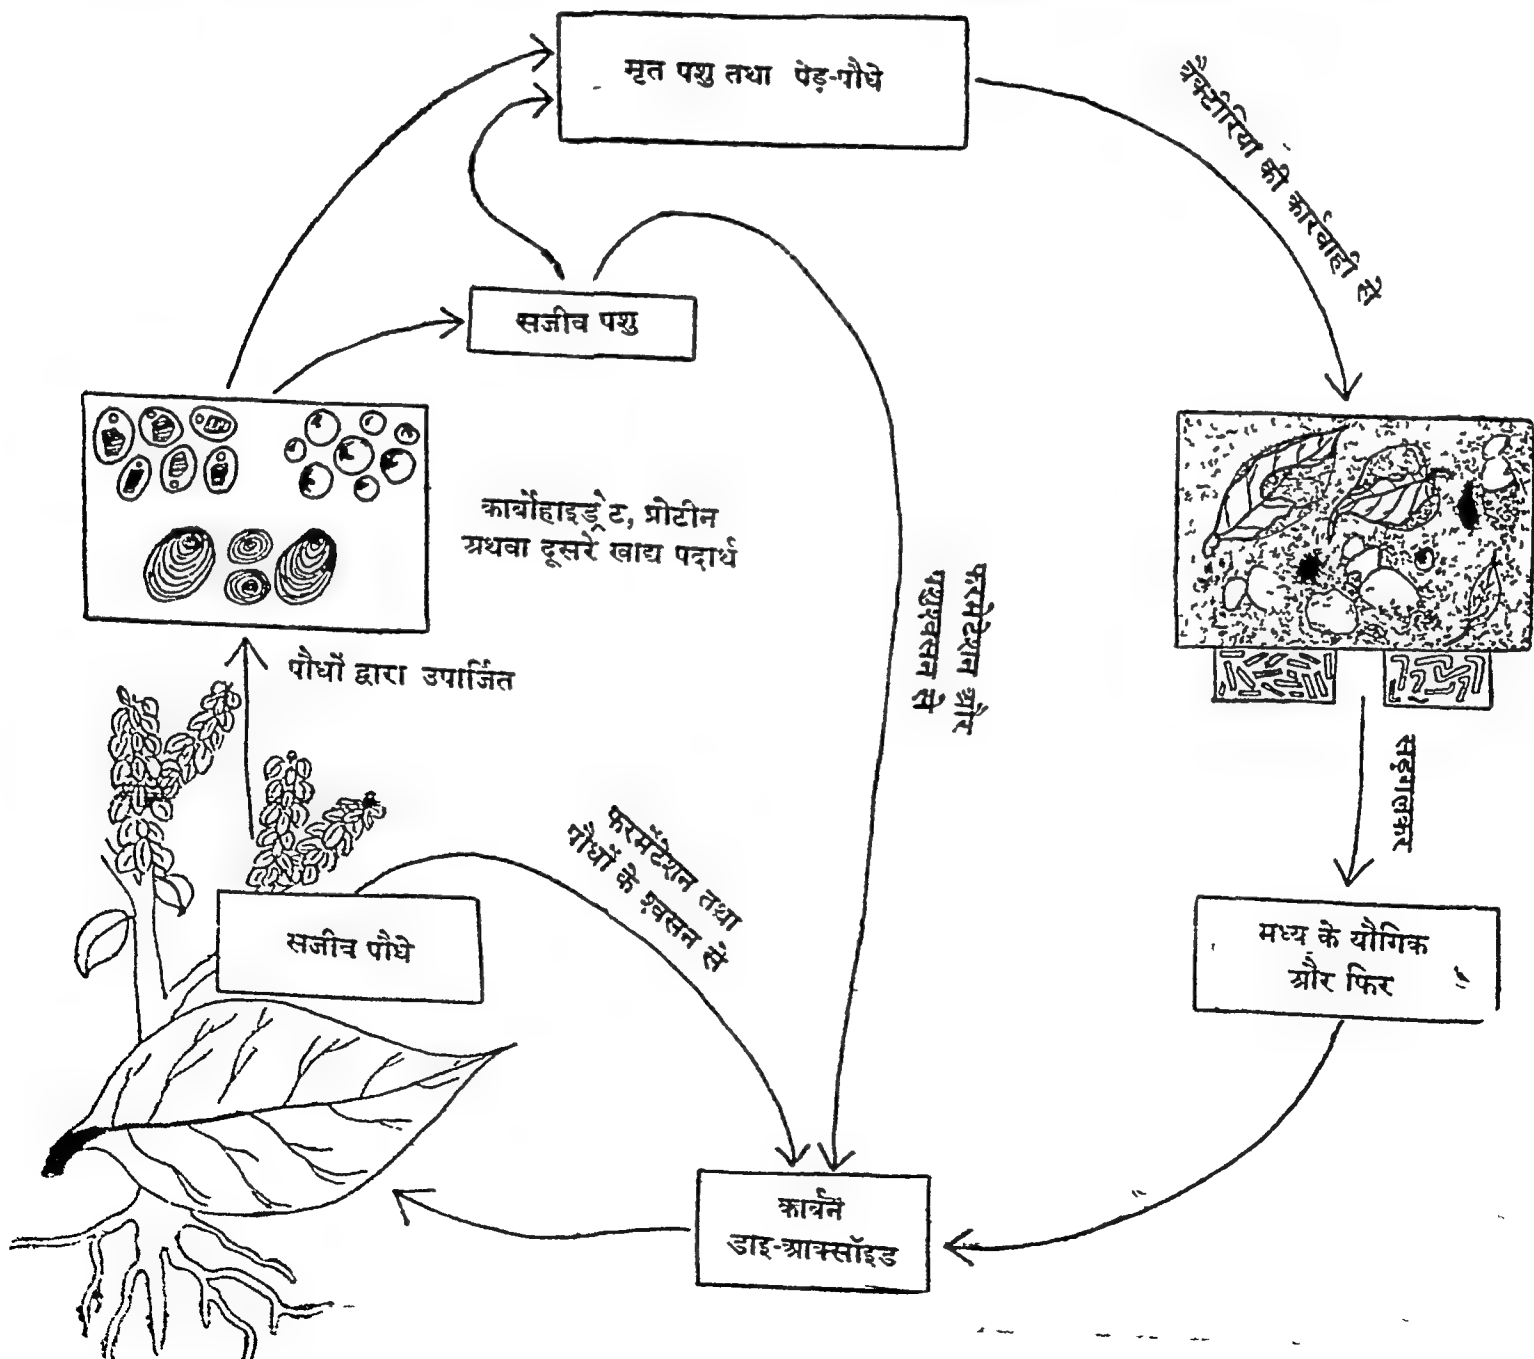 मृत पशु तथा पेड़-पौधे
बैक्टीरिया की कार्रवाही से
सजीव पशु
कार्बोहाइड्रेट, प्रोटीन
अथवा दूसरे खाद्य पदार्थ
फरमेंटेशन और
पशुश्वसन से
पौधों द्वारा उपार्जित
सड़गलकर
फरमेंटेशन तथा
पौधों के श्वसन से
सजीव पौधे
मध्य के यौगिक
और फिर
कार्बन
डाइ-आक्साॅइड